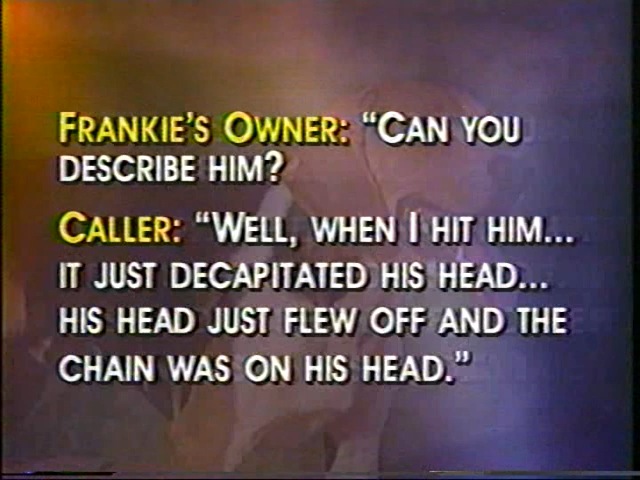 FRANKIE'S OWNER: "CAN YOU
DESCRIBE HIM?
CALLER: "WELL, WHEN I HIT HIM...
IT JUST DECAPITATED HIS HEAD...
HIS HEAD JUST FLEW OFF AND THE
CHAIN WAS ON HIS HEAD."